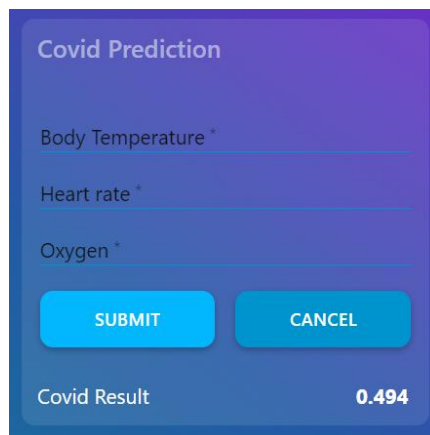 Covid Prediction
Body Temperature *
Heart rate *
Oxygen *
SUBMIT CANCEL
Covid Result 0.494